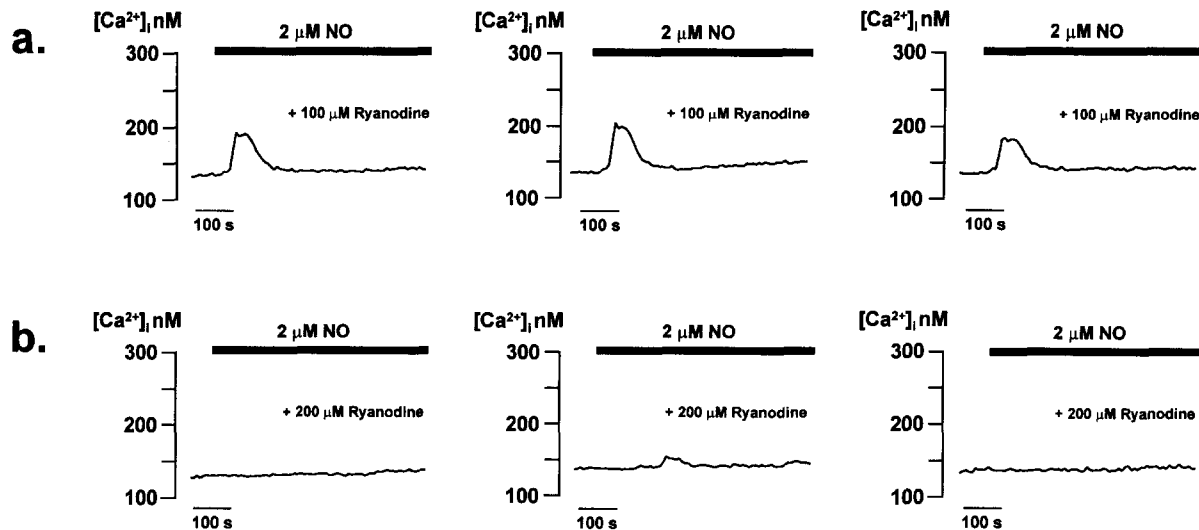 a.
[Ca²⁺]ᵢ nM
2 μM NO
300
+ 100 μM Ryanodine
200
100
100 s
[Ca²⁺]ᵢ nM
2 μM NO
300
+ 100 μM Ryanodine
200
100
100 s
[Ca²⁺]ᵢ nM
2 μM NO
300
+ 100 μM Ryanodine
200
100
100 s
b.
[Ca²⁺]ᵢ nM
2 μM NO
300
+ 200 μM Ryanodine
200
100
100 s
[Ca²⁺]ᵢ nM
2 μM NO
300
+ 200 μM Ryanodine
200
100
100 s
[Ca²⁺]ᵢ nM
2 μM NO
300
+ 200 μM Ryanodine
200
100
100 s